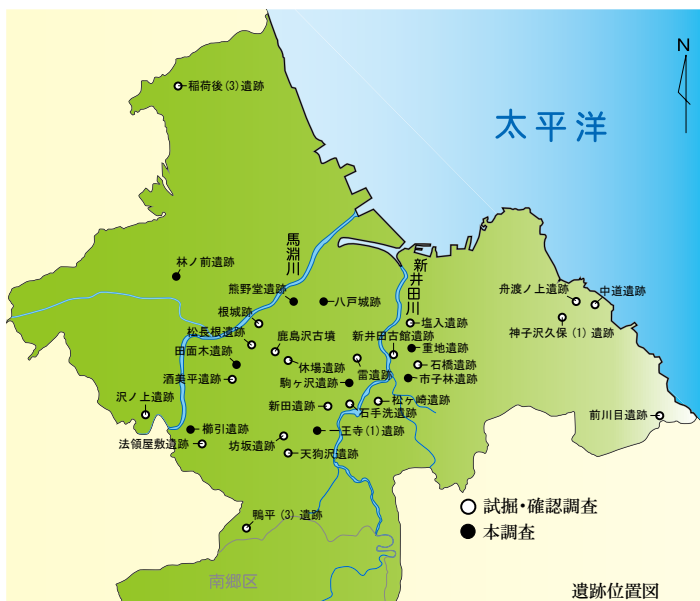 N
太平洋
稲荷後(3)遺跡
馬淵川
新井田川
林ノ前遺跡
熊野堂遺跡
八戸城跡
舟渡ノ上遺跡
中道遺跡
根城跡
塩入遺跡
神子沢久保(1)遺跡
松長根遺跡
鹿島沢古墳
新井田古館遺跡
重地遺跡
田面木遺跡
休場遺跡
雷遺跡
石橋遺跡
酒美平遺跡
駒ヶ沢遺跡
市子林遺跡
沢ノ上遺跡
新田遺跡
石手洗遺跡
松ヶ崎遺跡
前川目遺跡
櫛引遺跡
一王寺(1)遺跡
法領屋敷遺跡
坊坂遺跡
天狗沢遺跡
鴨平(3)遺跡
南郷区
試掘・確認調査
本調査
遺跡位置図